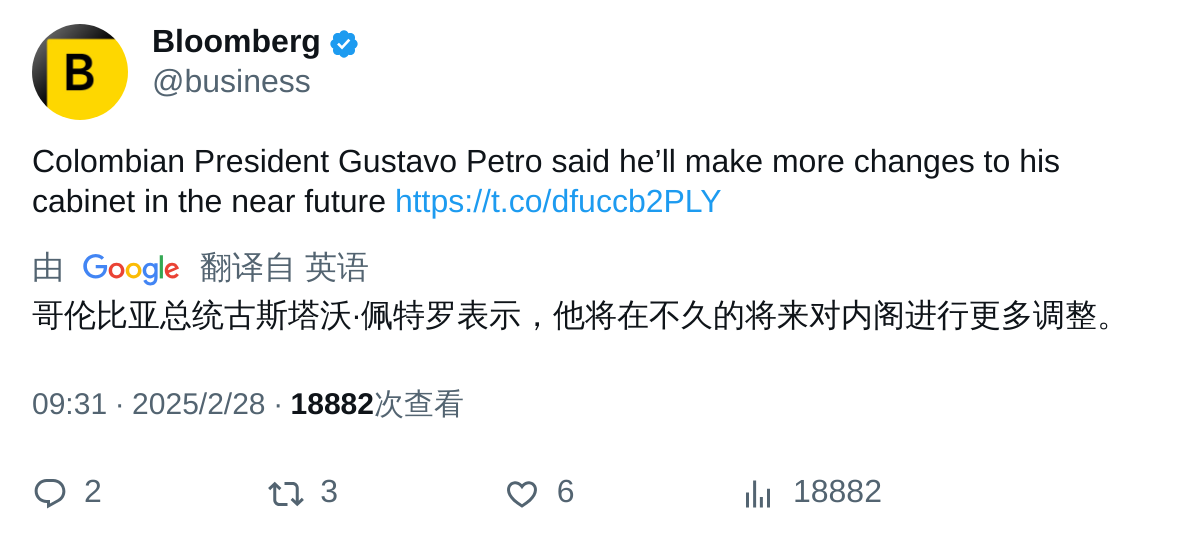 B
Bloomberg
@business
Colombian President Gustavo Petro said he’ll make more changes to his
cabinet in the near future https://t.co/dfuccb2PLY
由 Google 翻译自 英语
哥伦比亚总统古斯塔沃·佩特罗表示，他将在不久的将来对内阁进行更多调整。
09:31 · 2025/2/28 · 18882次查看
2 3 6 18882